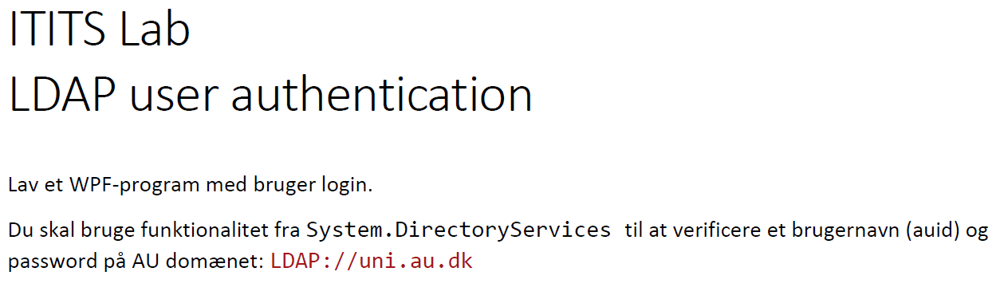 ITITS Lab
LDAP user authentication
Lav et WPF-program med bruger login.
Du skal bruge funktionalitet fra System.DirectoryServices til at verificere et brugernavn (auid) og
password på AU domænet: LDAP://uni.au.dk